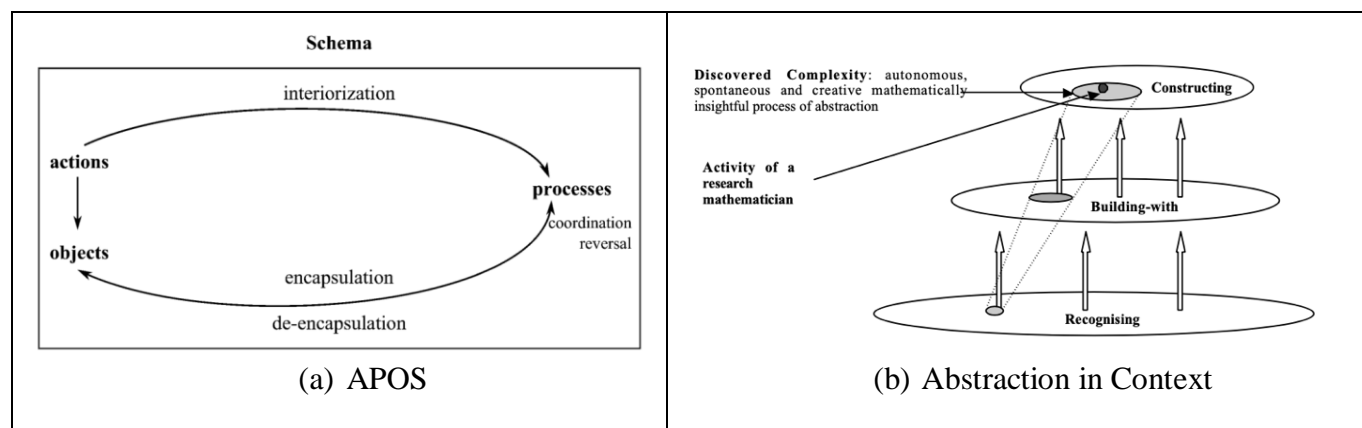 Schema
interiorization
actions
processes
coordination
reversal
objects
encapsulation
de-encapsulation
(a) APOS
Discovered Complexity: autonomous,
spontaneous and creative mathematically
insightful process of abstraction
Constructing
Activity of a
research
mathematician
Building-with
Recognising
(b) Abstraction in Context